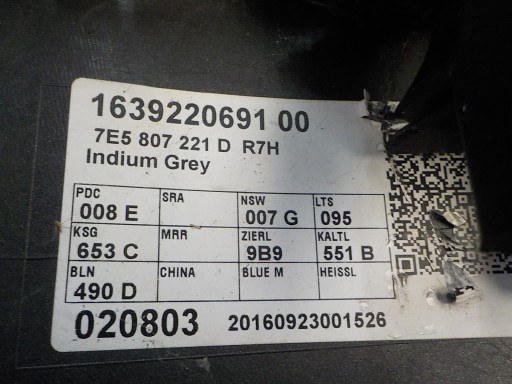 1639220691 00
7E5 807 221 D R7H
Indium Grey
PDC SRA NSW LTS
008 E 007 G 095
KSG MRR ZIERL KALTL
653 C 9B9 551 B
BLN CHINA BLUE M HEISSL
490 D
020803 20160923001526